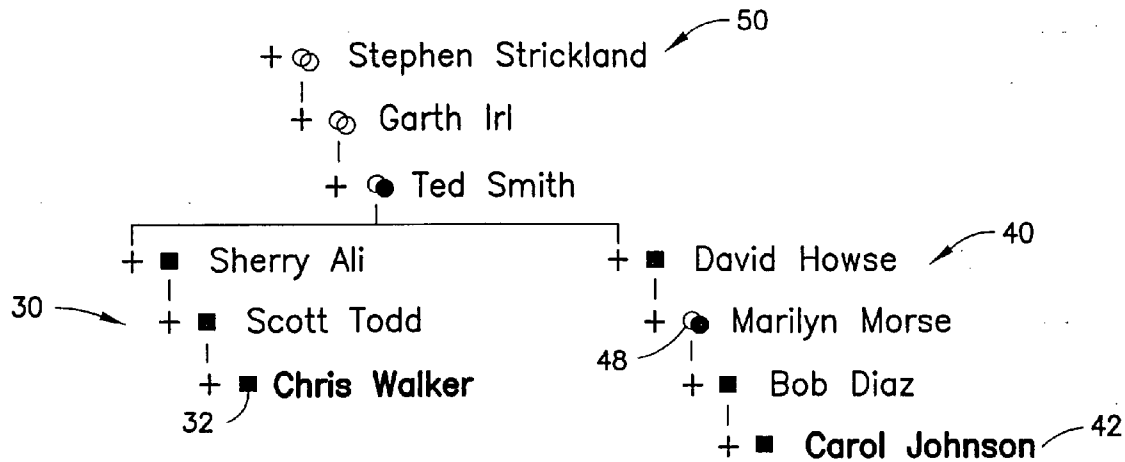 + Stephen Strickland 50
+ Garth Irl
+ Ted Smith
+ Sherry Ali + David Howse 40
30 + Scott Todd + Marilyn Morse
48
+ Chris Walker + Bob Diaz
32
+ Carol Johnson 42